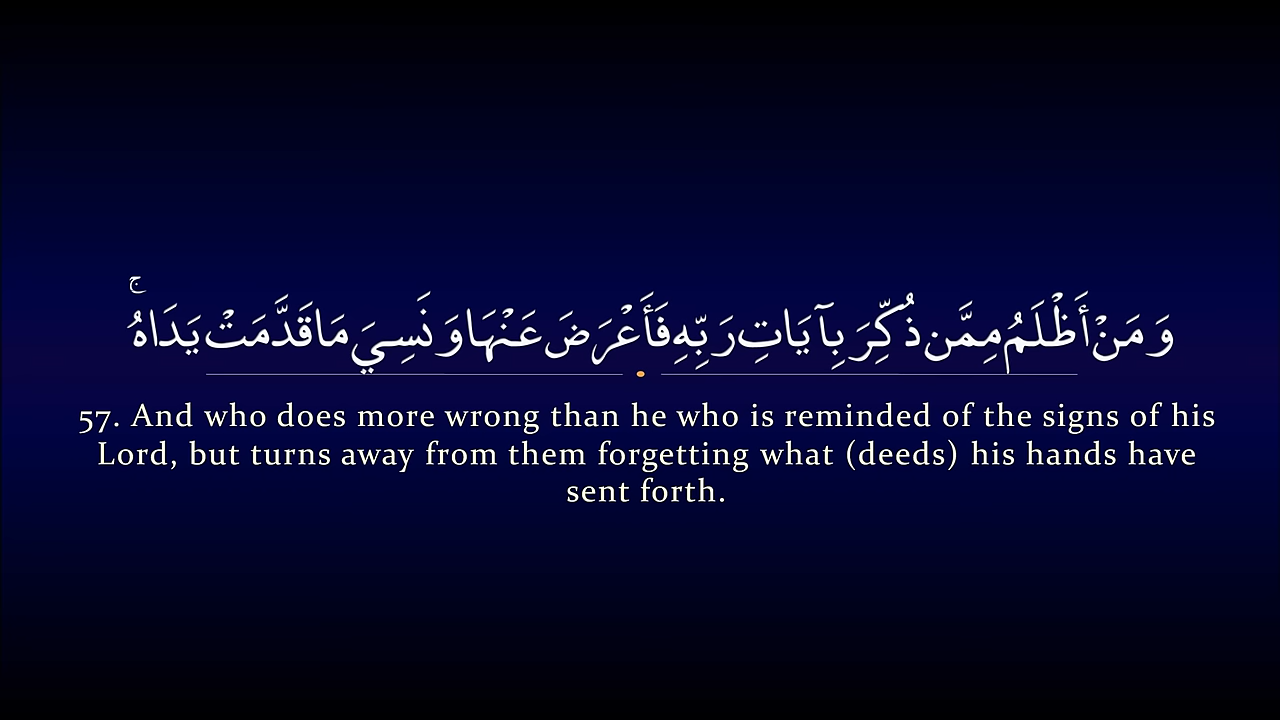 وَمَنْ أَظْلَمُ مِمَّن ذُكِّرَ بِآيَاتِ رَبِّهِ فَأَعْرَضَ عَنْهَا وَنَسِيَ مَا قَدَّمَتْ يَدَاهُ ۚ
57. And who does more wrong than he who is reminded of the signs of his
Lord, but turns away from them forgetting what (deeds) his hands have
sent forth.